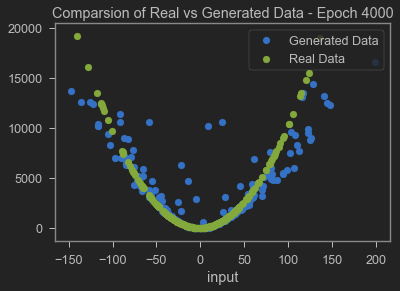 Comparsion of Real vs Generated Data - Epoch 4000
20000
15000
10000
5000
0
Generated Data
Real Data
−150 −100 −50 0 50 100 150 200
input